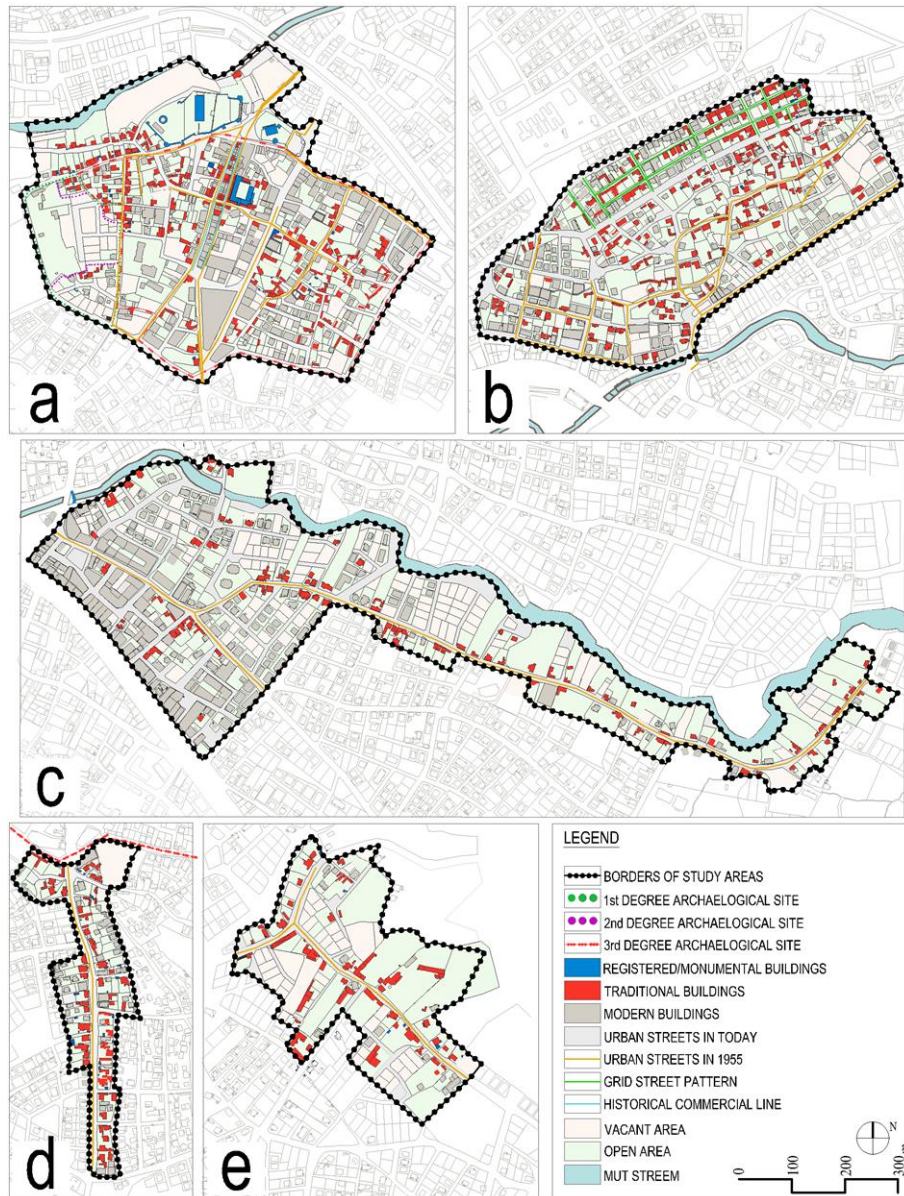 a
b
c
d
e
LEGEND
BORDERS OF STUDY AREAS
1st DEGREE ARCHAELOGICAL SITE
2nd DEGREE ARCHAELOGICAL SITE
3rd DEGREE ARCHAELOGICAL SITE
REGISTERED/MONUMENTAL BUILDINGS
TRADITIONAL BUILDINGS
MODERN BUILDINGS
URBAN STREETS IN TODAY
URBAN STREETS IN 1955
GRID STREET PATTERN
HISTORICAL COMMERCIAL LINE
VACANT AREA
OPEN AREA
MUT STREEM
N
0 100 200 300m